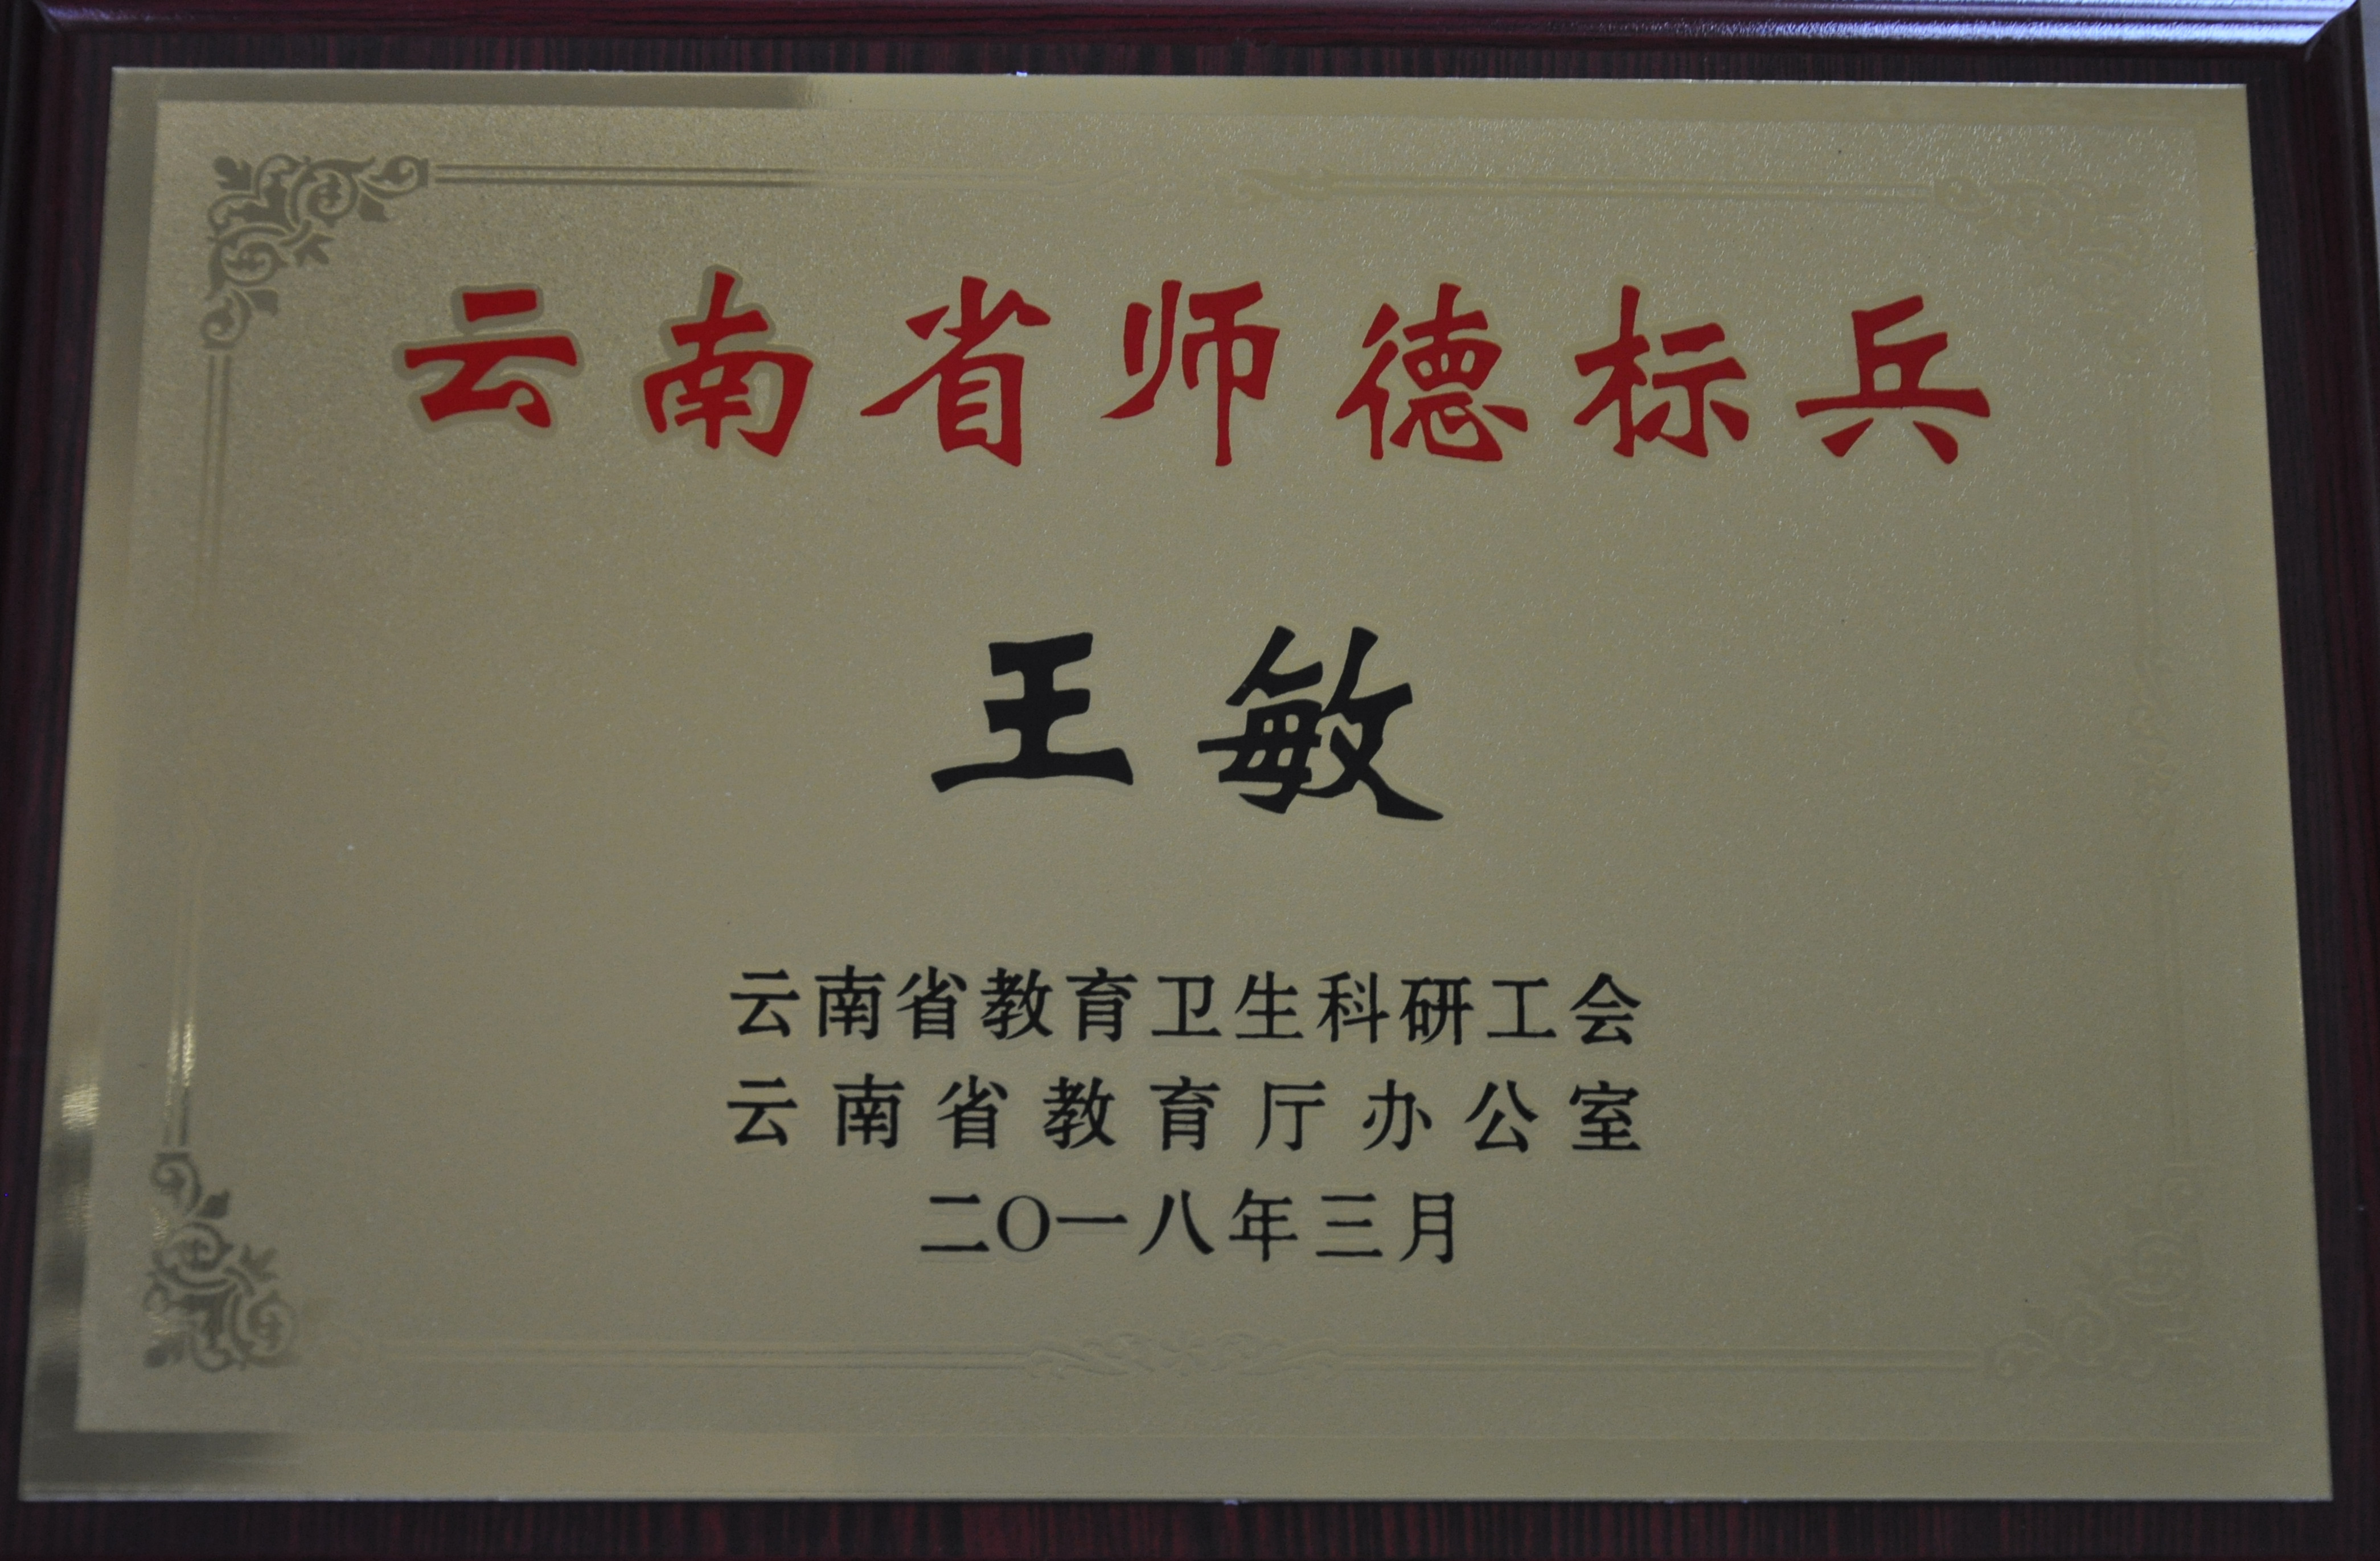 云南省师德标兵
王敏
云南省教育卫生科研工会
云南省教育厅办公室
二〇一八年三月